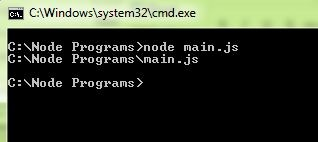 C:\Windows\system32\cmd.exe
C:\Node Programs>node main.js
C:\Node Programs\main.js
C:\Node Programs>